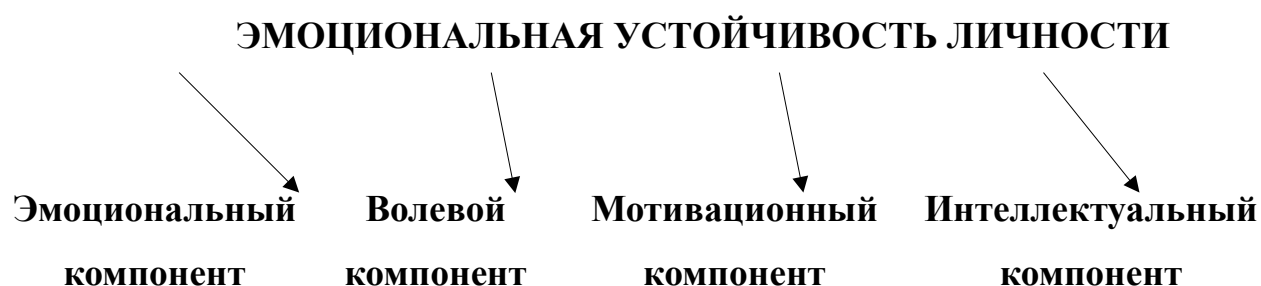 ЭМОЦИОНАЛЬНАЯ УСТОЙЧИВОСТЬ ЛИЧНОСТИ
Эмоциональный Волевой Мотивационный Интеллектуальный
компонент компонент компонент компонент